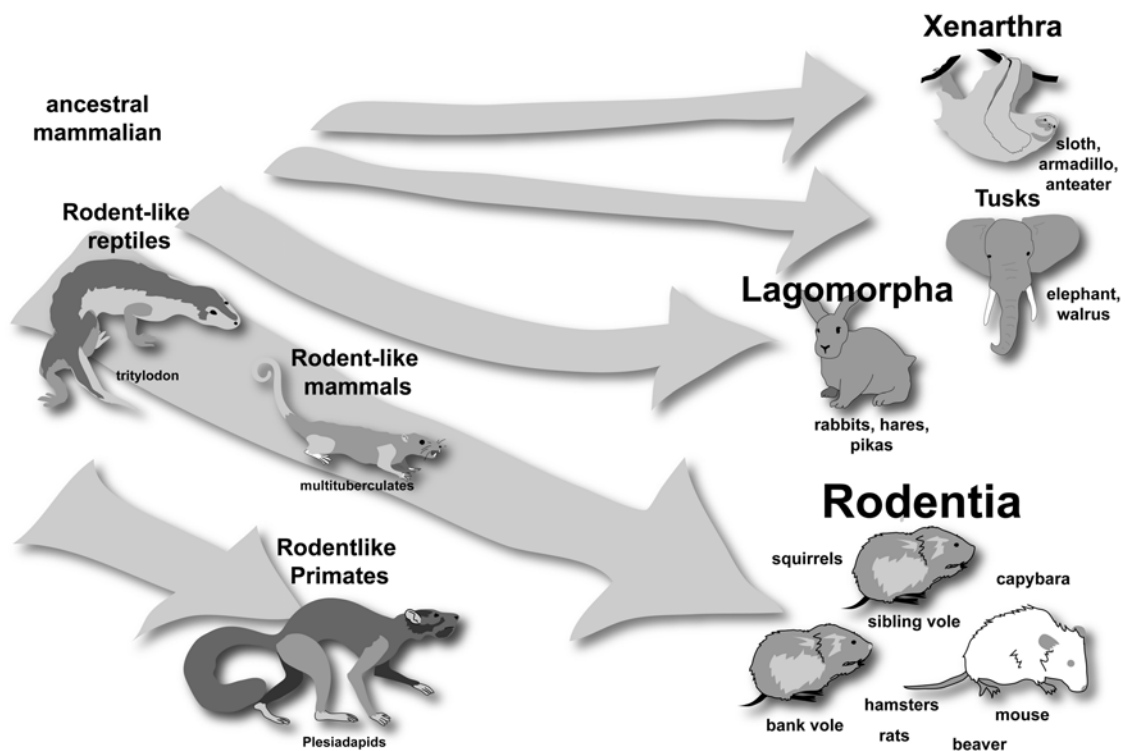 Xenarthra
ancestral
mammalian
sloth,
armadillo,
anteater
Tusks
Rodent-like
reptiles
Lagomorpha
elephant,
walrus
Rodent-like
mammals
tritylodon
rabbits, hares,
pikas
multituberculates
Rodentia
Rodentlike
Primates
squirrels
capybara
sibling vole
bank vole
hamsters
mouse
rats
beaver
Plesiadapids